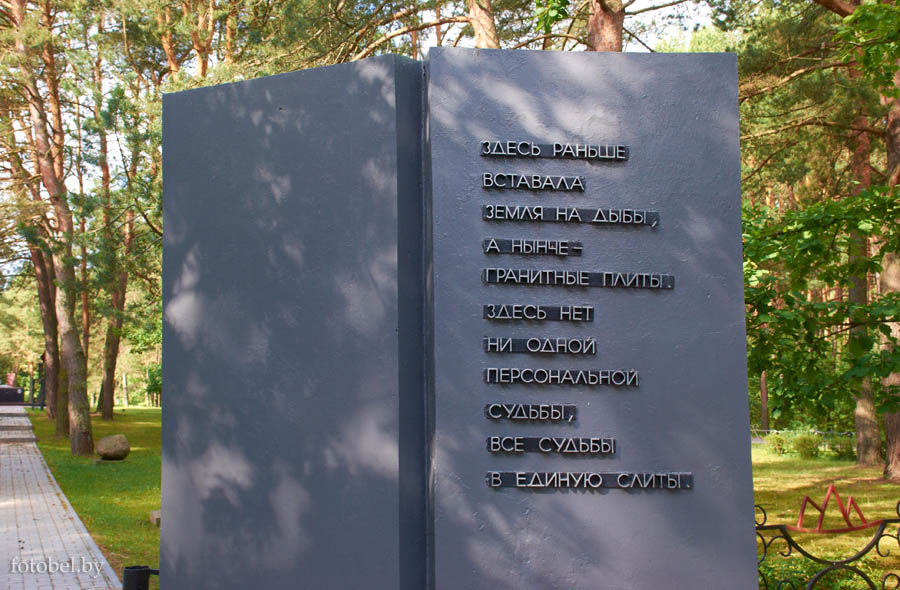 ЗДЕСЬ РАНЬШЕ
ВСТАВАЛА
ЗЕМЛЯ НА ДЫБЫ,
А НЫНЧЕ –
ГРАНИТНЫЕ ПЛИТЫ.
ЗДЕСЬ НЕТ
НИ ОДНОЙ
ПЕРСОНАЛЬНОЙ
СУДЬБЫ,
ВСЕ СУДЬБЫ
В ЕДИНУЮ СЛИТЫ.
fotobel.by